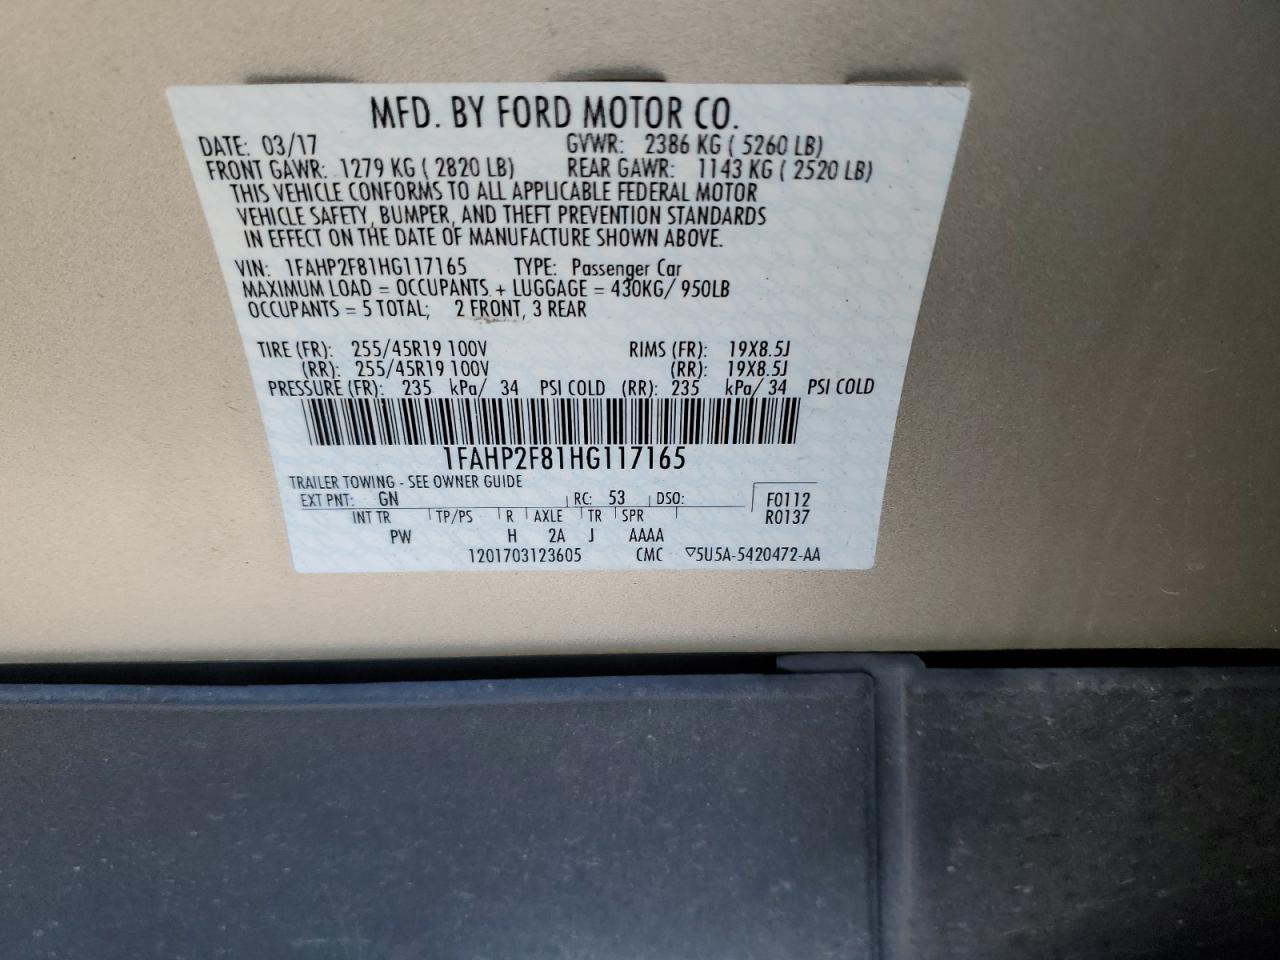 MFD. BY FORD MOTOR CO.
DATE: 03/17 GVWR: 2386 KG ( 5260 LB)
FRONT GAWR: 1279 KG ( 2820 LB) REAR GAWR: 1143 KG ( 2520 LB)
THIS VEHICLE CONFORMS TO ALL APPLICABLE FEDERAL MOTOR
VEHICLE SAFETY, BUMPER, AND THEFT PREVENTION STANDARDS
IN EFFECT ON THE DATE OF MANUFACTURE SHOWN ABOVE.
VIN: 1FAHP2F81HG117165 TYPE: Passenger Car
MAXIMUM LOAD = OCCUPANTS + LUGGAGE = 430KG/ 950LB
OCCUPANTS = 5 TOTAL; 2 FRONT, 3 REAR
TIRE (FR): 255/45R19 100V RIMS (FR): 19X8.5J
(RR): 255/45R19 100V (RR): 19X8.5J
PRESSURE (FR): 235 kPa/ 34 PSI COLD (RR): 235 kPa/ 34 PSI COLD
1FAHP2F81HG117165
TRAILER TOWING - SEE OWNER GUIDE
EXT PNT: GN RC: 53 DSO: F0112
INT TR TP/PS R AXLE TR SPR R0137
PW H 2A J AAAA
1201703123605 CMC ▽5U5A-5420472-AA